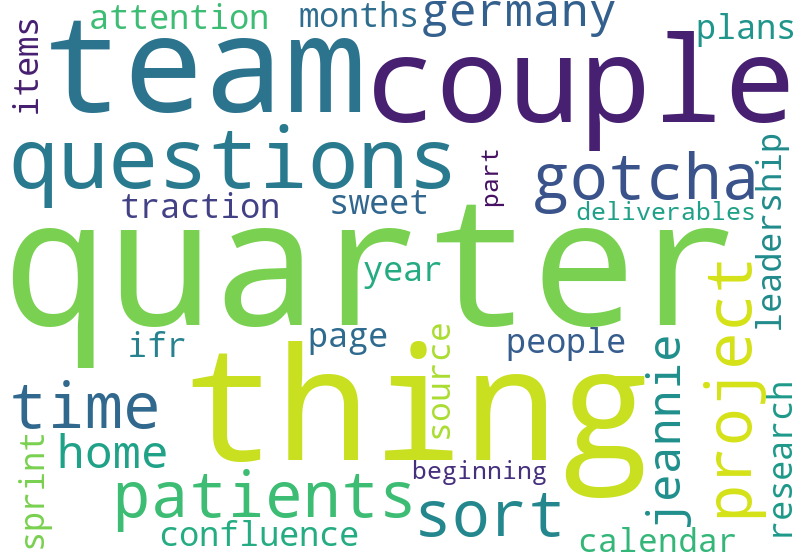 attention
months
germany
plans
items
team
couple
questions
part
gotcha
leadership
traction
sweet
deliverables
quarter
year
project
ifr
page
source
people
jeannie
thing
time
research
sprint
home
beginning
patients
sort
confluence
calendar